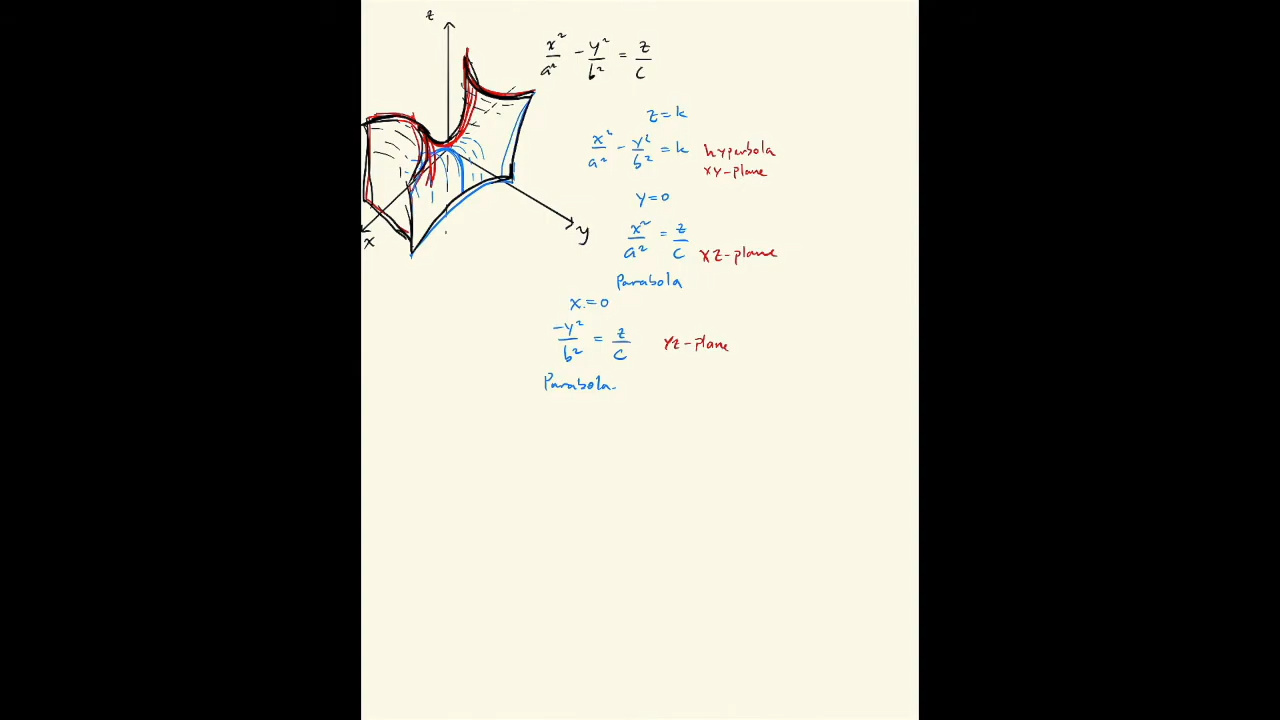 z
x²/a² - y²/b² = z/c
z = k
x²/a² - y²/b² = k hyperbola
xy-plane
y = 0
x²/a² = z/c xz-plane
Parabola
x = 0
-y²/b² = z/c yz-plane
Parabola.
x
y